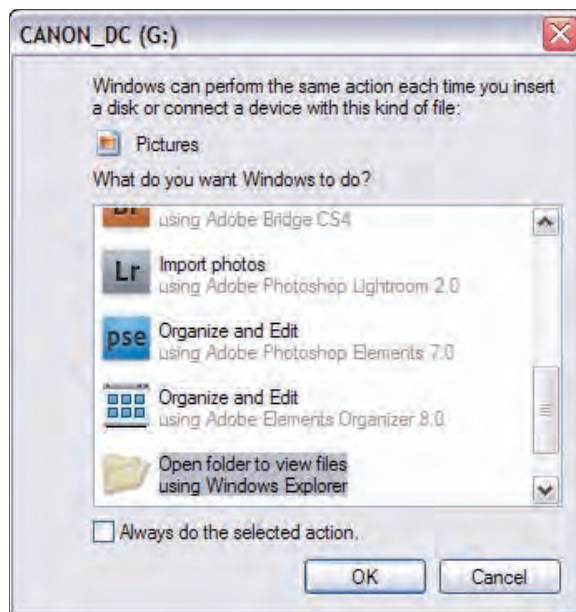 CANON_DC (G:)
Windows can perform the same action each time you insert
a disk or connect a device with this kind of file:
Pictures
What do you want Windows to do?
using Adobe Bridge CS4
Lr
Import photos
using Adobe Photoshop Lightroom 2.0
pse
Organize and Edit
using Adobe Photoshop Elements 7.0
Organize and Edit
using Adobe Elements Organizer 8.0
Open folder to view files
using Windows Explorer
Always do the selected action.
OK
Cancel